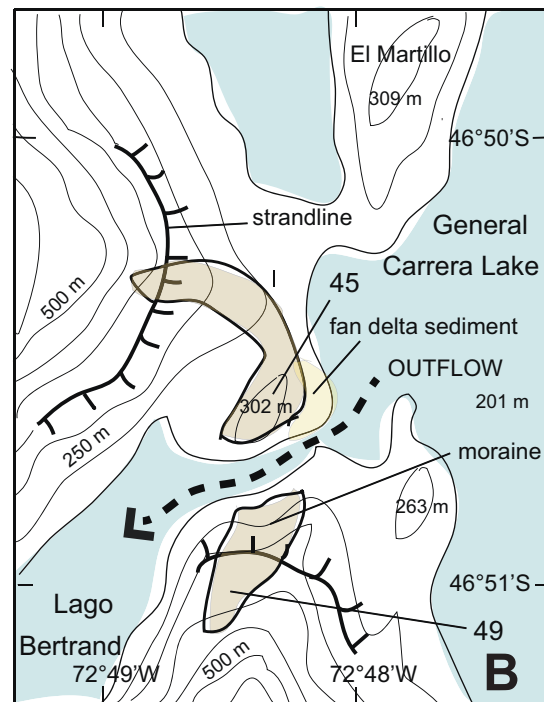 El Martillo
309 m
46°50'S
strandline
General
Carrera Lake
45
500 m
fan delta sediment
OUTFLOW
302 m
201 m
250 m
moraine
263 m
46°51'S
Lago
Bertrand
49
500 m
72°49'W
72°48'W
B